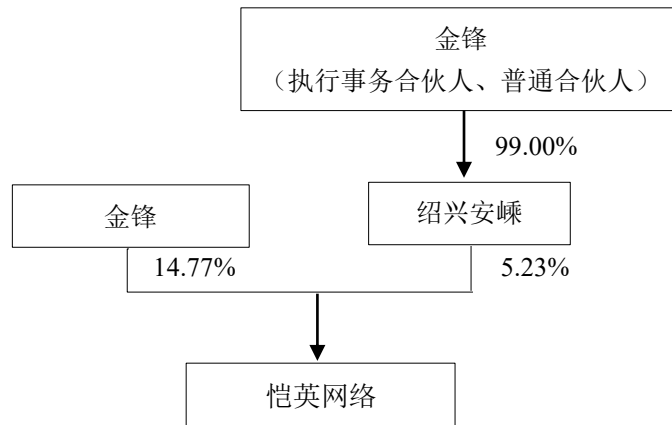 金锋
（执行事务合伙人、普通合伙人）
99.00%
金锋
绍兴安嵊
14.77%
5.23%
恺英网络